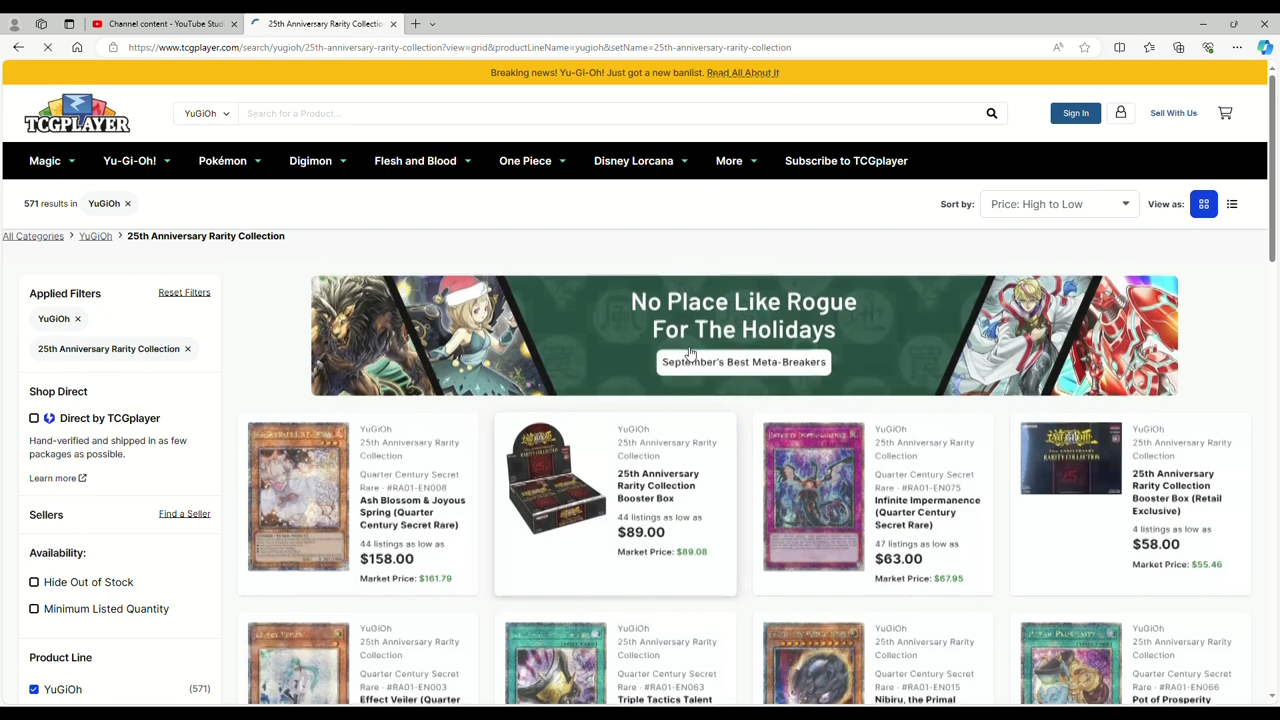 Channel content - YouTube Studi
25th Anniversary Rarity Collectio
https://www.tcgplayer.com/search/yugioh/25th-anniversary-rarity-collection?view=grid&productLineName=yugioh&setName=25th-anniversary-rarity-collection
Breaking news! Yu-Gi-Oh! Just got a new banlist. Read All About It
TCGPLAYER
YuGiOh
Search for a Product...
Sign In
Sell With Us
Magic
Yu-Gi-Oh!
Pokémon
Digimon
Flesh and Blood
One Piece
Disney Lorcana
More
Subscribe to TCGplayer
571 results in YuGiOh
Sort by: Price: High to Low
View as:
All Categories > YuGiOh > 25th Anniversary Rarity Collection
Applied Filters
Reset Filters
YuGiOh
25th Anniversary Rarity Collection
Shop Direct
Direct by TCGplayer
Hand-verified and shipped in as few
packages as possible.
Learn more
Sellers
Find a Seller
Availability:
Hide Out of Stock
Minimum Listed Quantity
Product Line
YuGiOh (571)
No Place Like Rogue
For The Holidays
September's Best Meta-Breakers
YuGiOh
25th Anniversary Rarity
Collection
Quarter Century Secret
Rare · #RA01-EN008
Ash Blossom & Joyous
Spring (Quarter
Century Secret Rare)
44 listings as low as
$158.00
Market Price: $161.79
YuGiOh
25th Anniversary Rarity
Collection
25th Anniversary
Rarity Collection
Booster Box
44 listings as low as
$89.00
Market Price: $89.08
YuGiOh
25th Anniversary Rarity
Collection
Quarter Century Secret
Rare · #RA01-EN075
Infinite Impermanence
(Quarter Century
Secret Rare)
47 listings as low as
$63.00
Market Price: $67.95
YuGiOh
25th Anniversary Rarity
Collection
25th Anniversary
Rarity Collection
Booster Box (Retail
Exclusive)
4 listings as low as
$58.00
Market Price: $55.46
YuGiOh
25th Anniversary Rarity
Collection
Quarter Century Secret
Rare · #RA01-EN003
Effect Veiler (Quarter
YuGiOh
25th Anniversary Rarity
Collection
Quarter Century Secret
Rare · #RA01-EN063
Triple Tactics Talent
YuGiOh
25th Anniversary Rarity
Collection
Quarter Century Secret
Rare · #RA01-EN015
Nibiru, the Primal
YuGiOh
25th Anniversary Rarity
Collection
Quarter Century Secret
Rare · #RA01-EN066
Pot of Prosperity